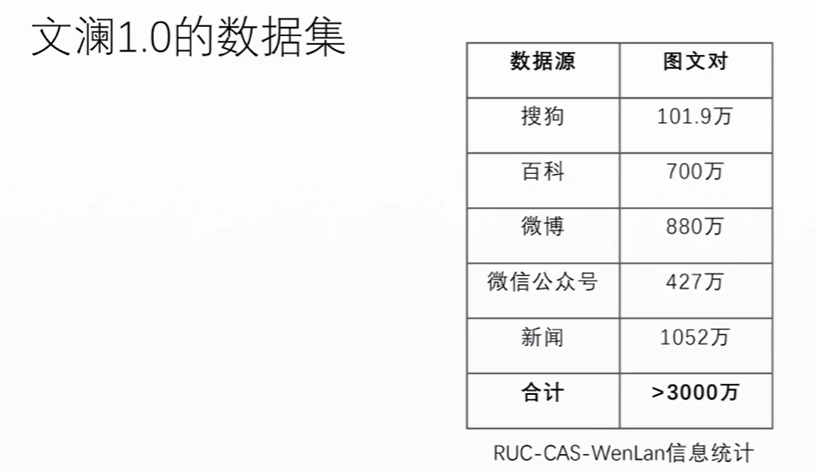 文澜1.0的数据集
数据源 图文对
搜狗 101.9万
百科 700万
微博 880万
微信公众号 427万
新闻 1052万
合计 >3000万
RUC-CAS-WenLan信息统计